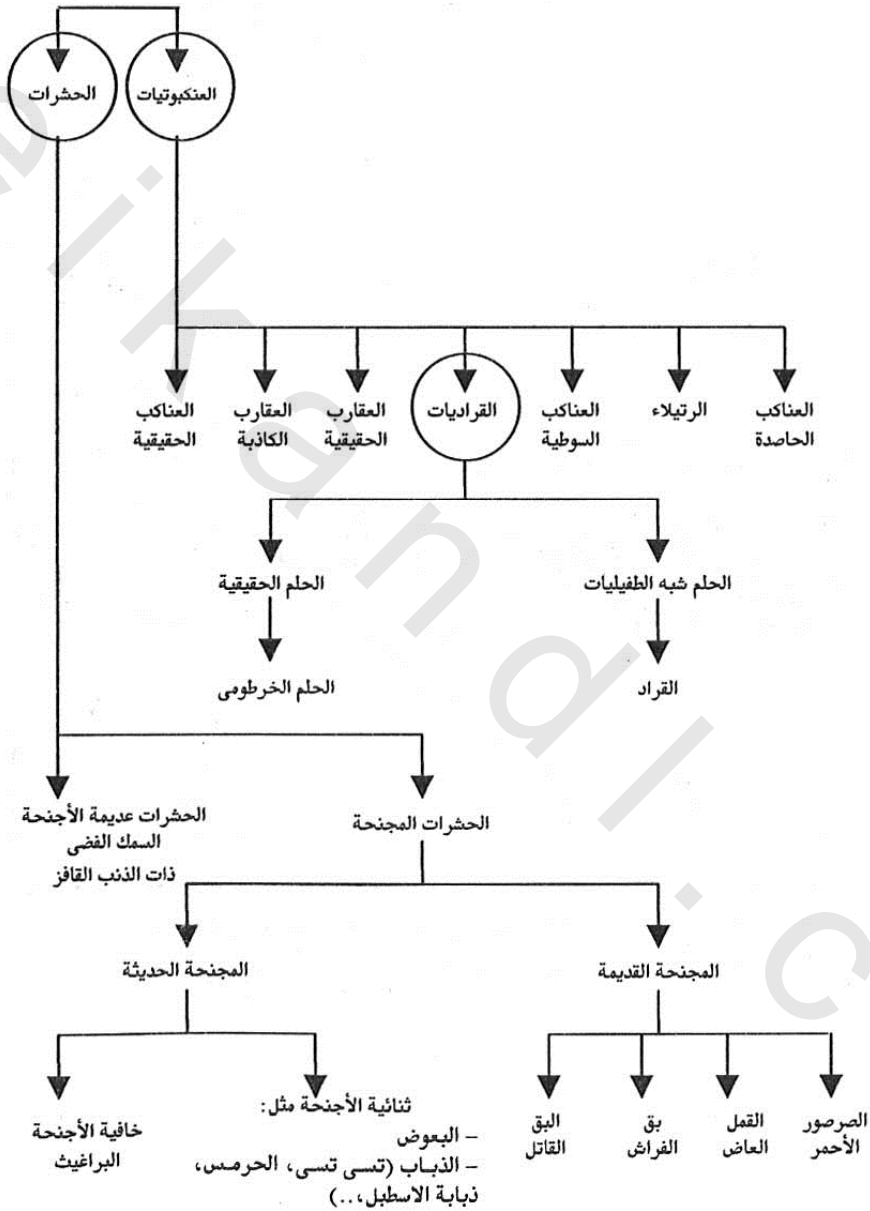 العنكبوتيات
الحشرات
العناكب
الحاصدة
الرتيلاء
العناكب
السوطية
القراديات
العقارب
الحقيقية
العقارب
الكاذبة
العناكب
الحقيقية
الحلم شبه الطفيليات
الحلم الحقيقية
القراد
الحلم الخرطومى
الحشرات المجنحة
الحشرات عديمة الأجنحة
السمك الفضى
ذات الذنب القافز
المجنحة القديمة
المجنحة الحديثة
الصرصور
الأحمر
القمل
العاض
بق
الفراش
البق
القاتل
ثنائية الأجنحة مثل:
– البعوض
– الذباب (تسى تسى، الحرمس،
ذبابة الاسطبل،..)
خافية الأجنحة
البراغيث
e i k a n d l . c